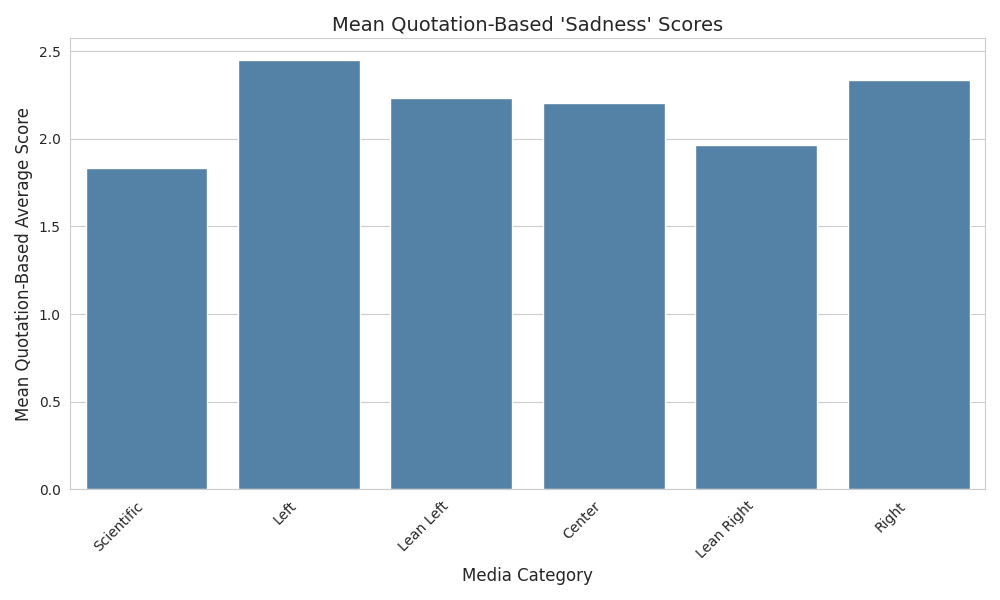 Mean Quotation-Based 'Sadness' Scores
Mean Quotation-Based Average Score
2.5
2.0
1.5
1.0
0.5
0.0
Scientific
Left
Lean Left
Center
Lean Right
Right
Media Category